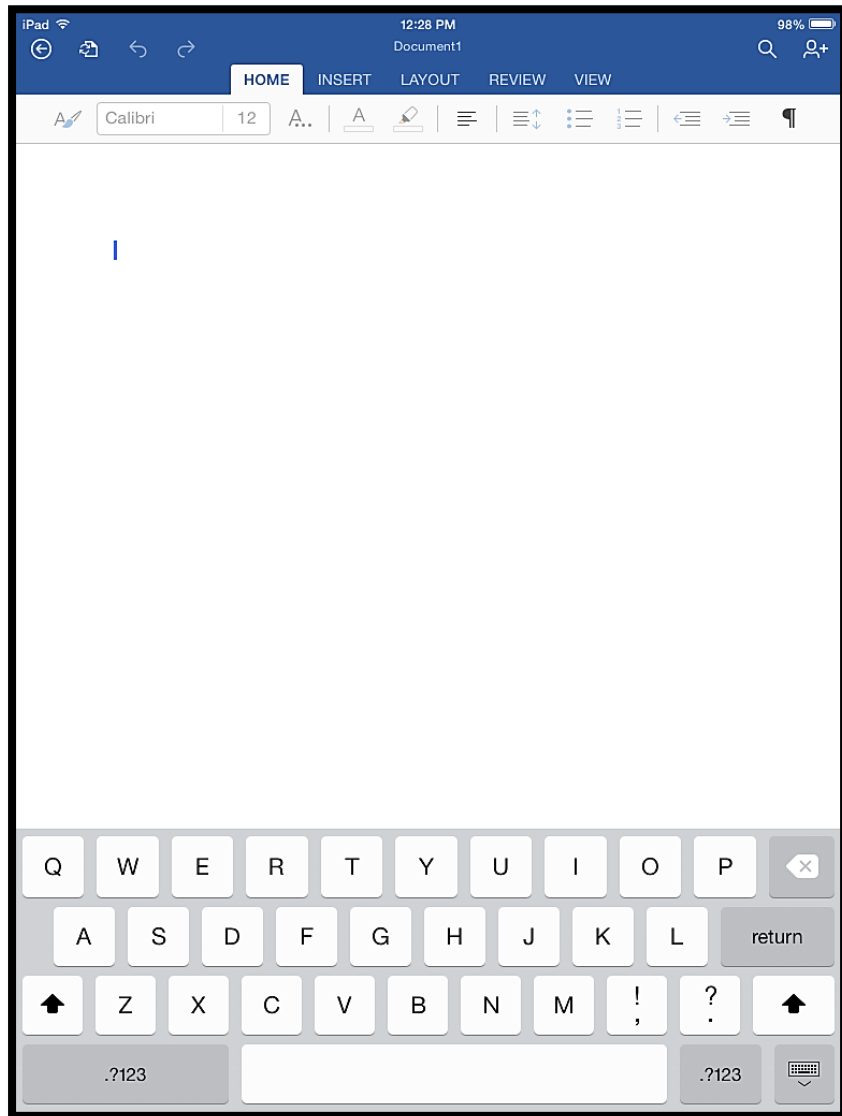 iPad 12:28 PM 98%
Document1
HOME INSERT LAYOUT REVIEW VIEW
Calibri 12 A.. A
Q W E R T Y U I O P
A S D F G H J K L return
Z X C V B N M ! , ? .
.?123 .?123